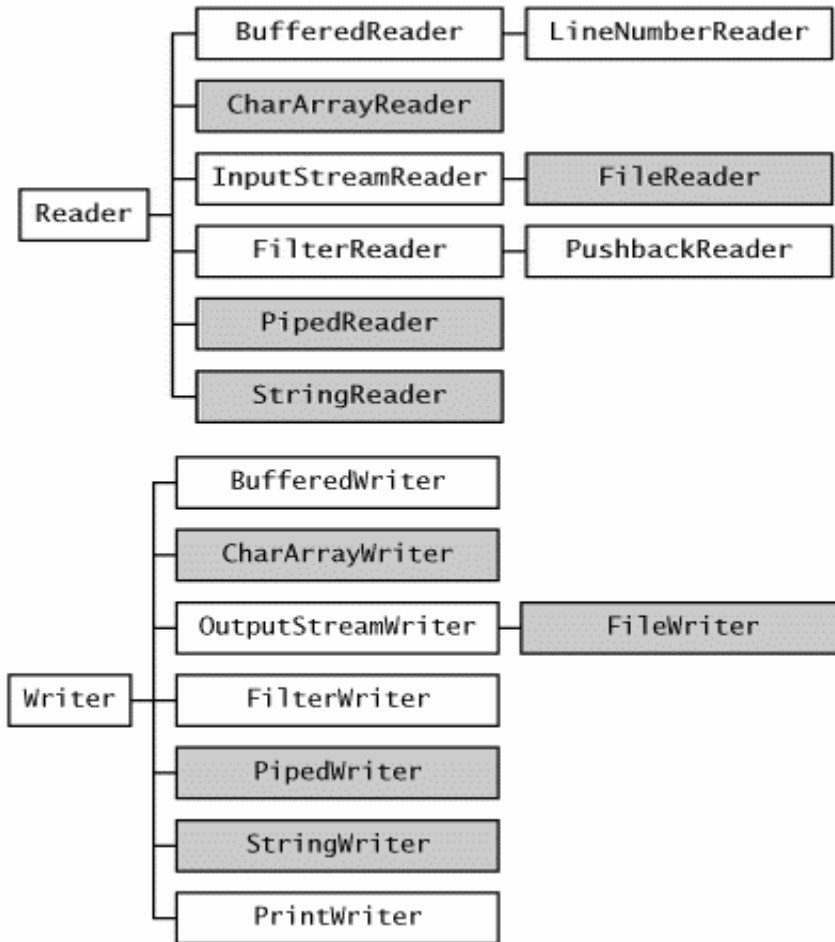 BufferedReader LineNumberReader
CharArrayReader
InputStreamReader FileReader
Reader
FilterReader PushbackReader
PipedReader
StringReader
BufferedWriter
CharArrayWriter
OutputStreamWriter FileWriter
Writer FilterWriter
PipedWriter
StringWriter
PrintWriter